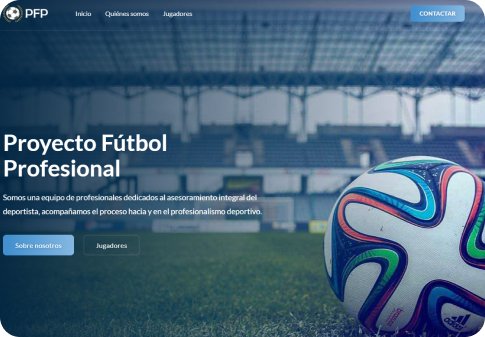 PFP
Inicio
Quiénes somos
Jugadores
CONTACTAR
Proyecto Fútbol
Profesional
Somos una equipo de profesionales dedicados al asesoramiento integral del
deportista, acompañamos el proceso hacia y en el profesionalismo deportivo.
Sobre nosotros
Jugadores
adidas